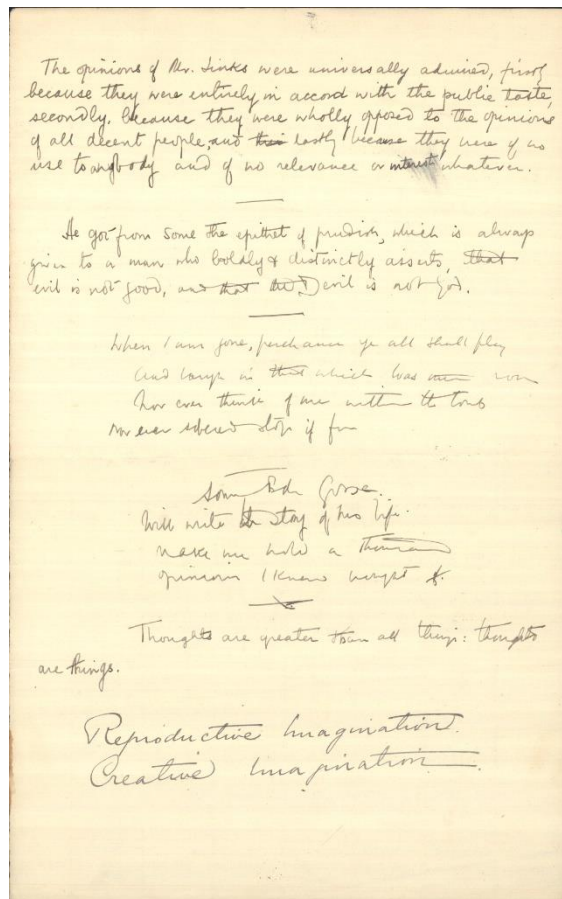 The opinions of Mr. Jinks were universally admired, first,
because they were entirely in accord with the public taste,
secondly, because they were wholly opposed to the opinions
of all decent people, and lastly because they were of no
use to anybody and of no relevance or interest whatever.
He got from some the epithet of prudish, which is always
given to a man who boldly & distinctly asserts, that
evil is not good, and that the Devil is not God.
When I am gone, perchance ye all shall play
And laugh in that which was
Nor ever think of me within the tomb
Nor ever stop if
Some Gosse
Will write the story of his life.
Make me hold a thousand
opinions I knew of.
Thoughts are greater than all things: thoughts
are things.
Reproductive Imagination.
Creative Imagination.